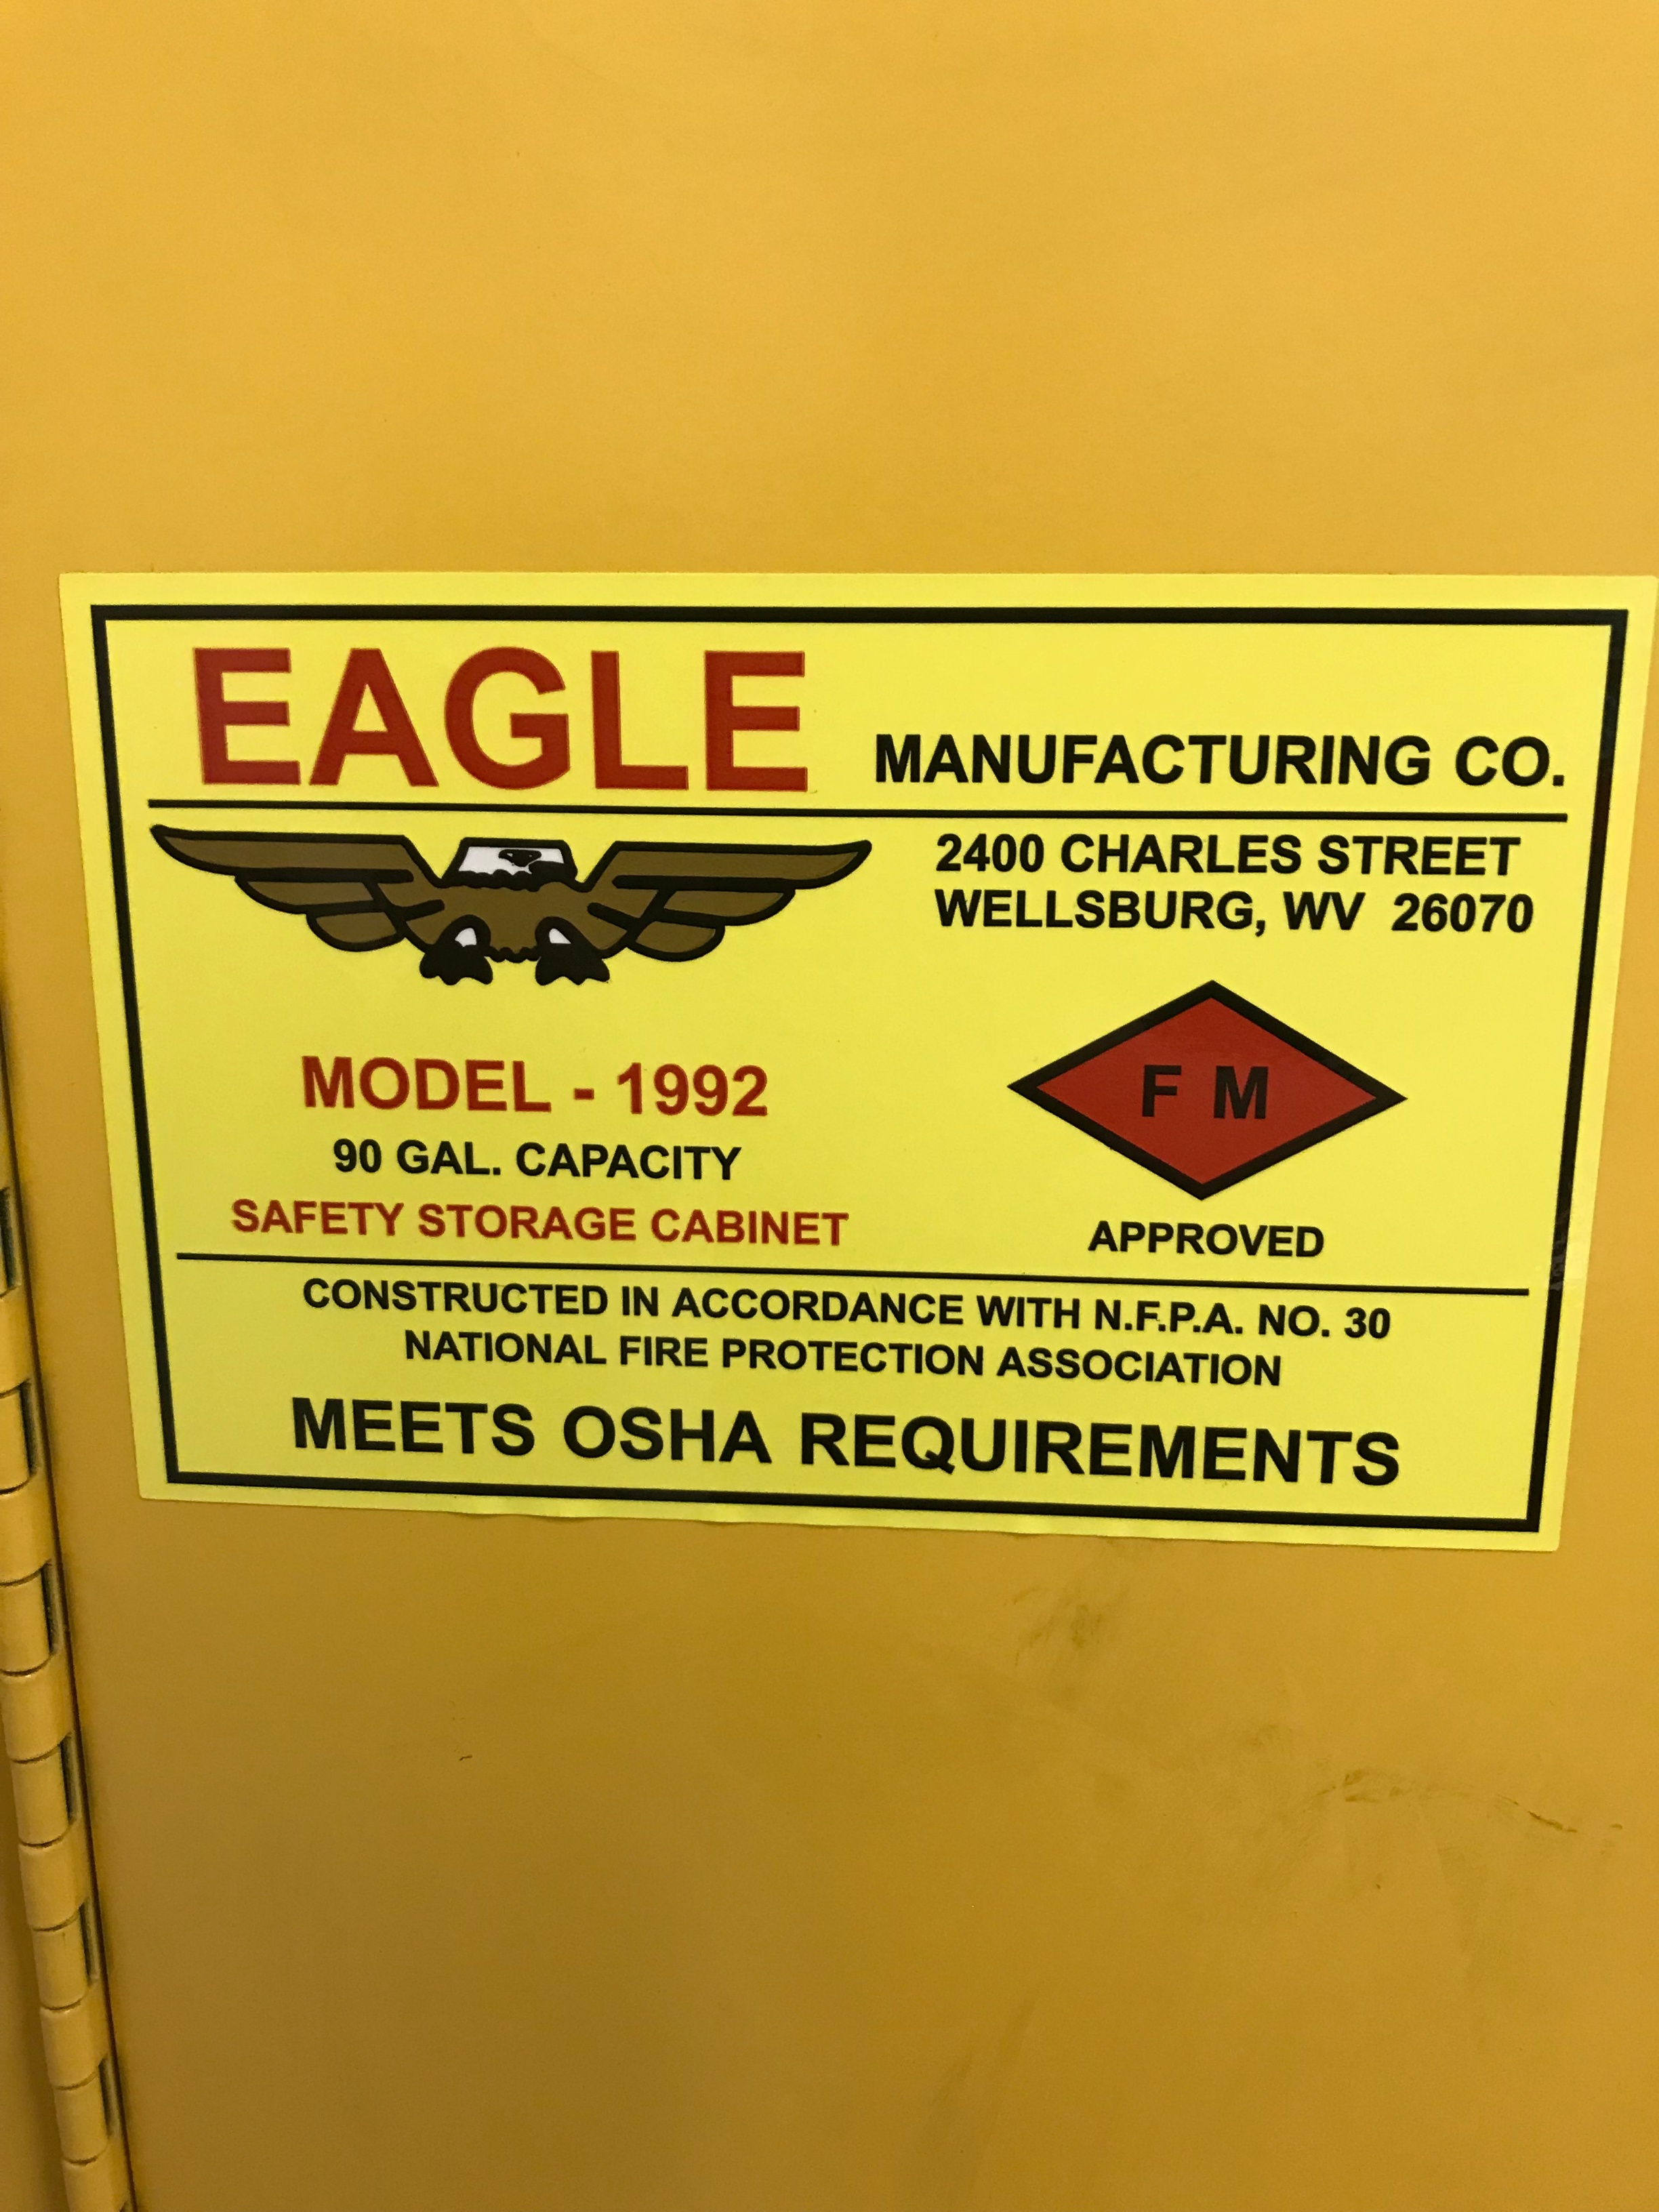 EAGLE MANUFACTURING CO.
2400 CHARLES STREET
WELLSBURG, WV 26070
MODEL - 1992
90 GAL. CAPACITY
SAFETY STORAGE CABINET
F M
APPROVED
CONSTRUCTED IN ACCORDANCE WITH N.F.P.A. NO. 30
NATIONAL FIRE PROTECTION ASSOCIATION
MEETS OSHA REQUIREMENTS